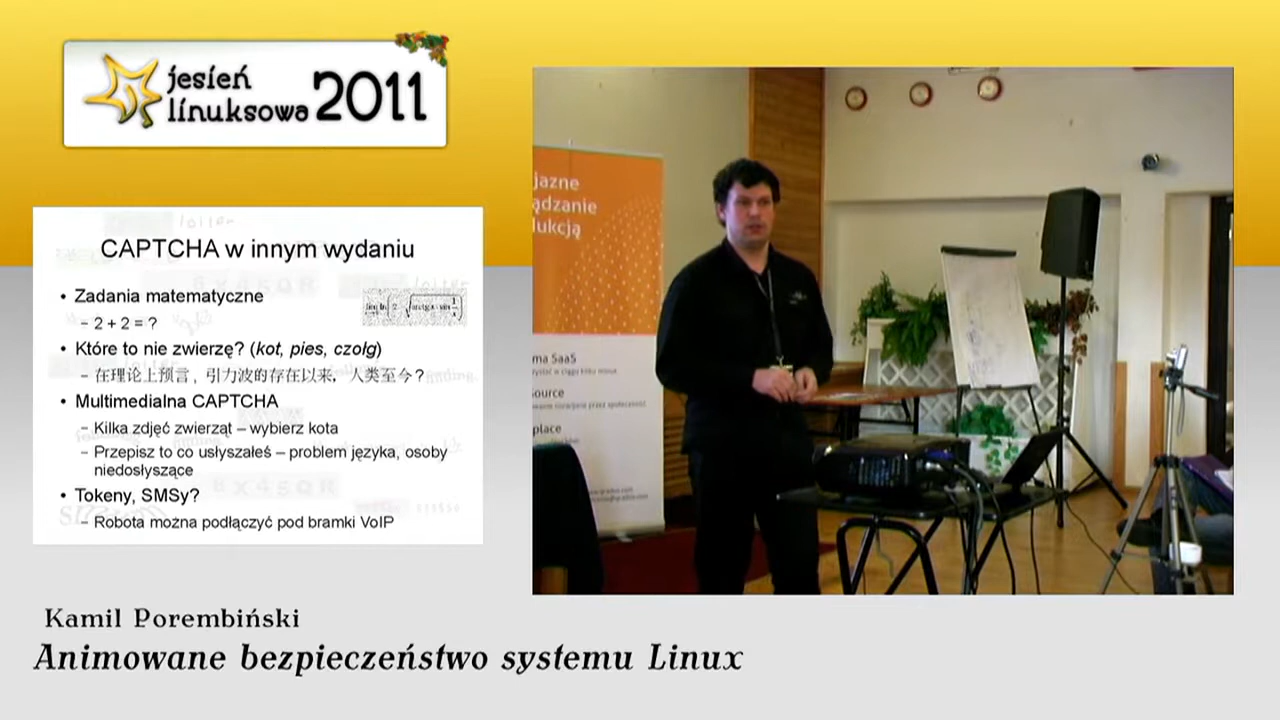 jesień
linuksowa 2011
CAPTCHA w innym wydaniu
• Zadania matematyczne
– 2 + 2 = ?
• Które to nie zwierzę? (kot, pies, czołg)
– 在理论上预言，引力波的存在以来，人类至今？
• Multimedialna CAPTCHA
– Kilka zdjęć zwierząt – wybierz kota
– Przepisz to co usłyszałeś – problem języka, osoby
niedosłyszące
• Tokeny, SMSy?
– Robota można podłączyć pod bramki VoIP
jazne
ądzanie
lukcją
ma SaaS
ource
place
Kamil Porembiński
Animowane bezpieczeństwo systemu Linux